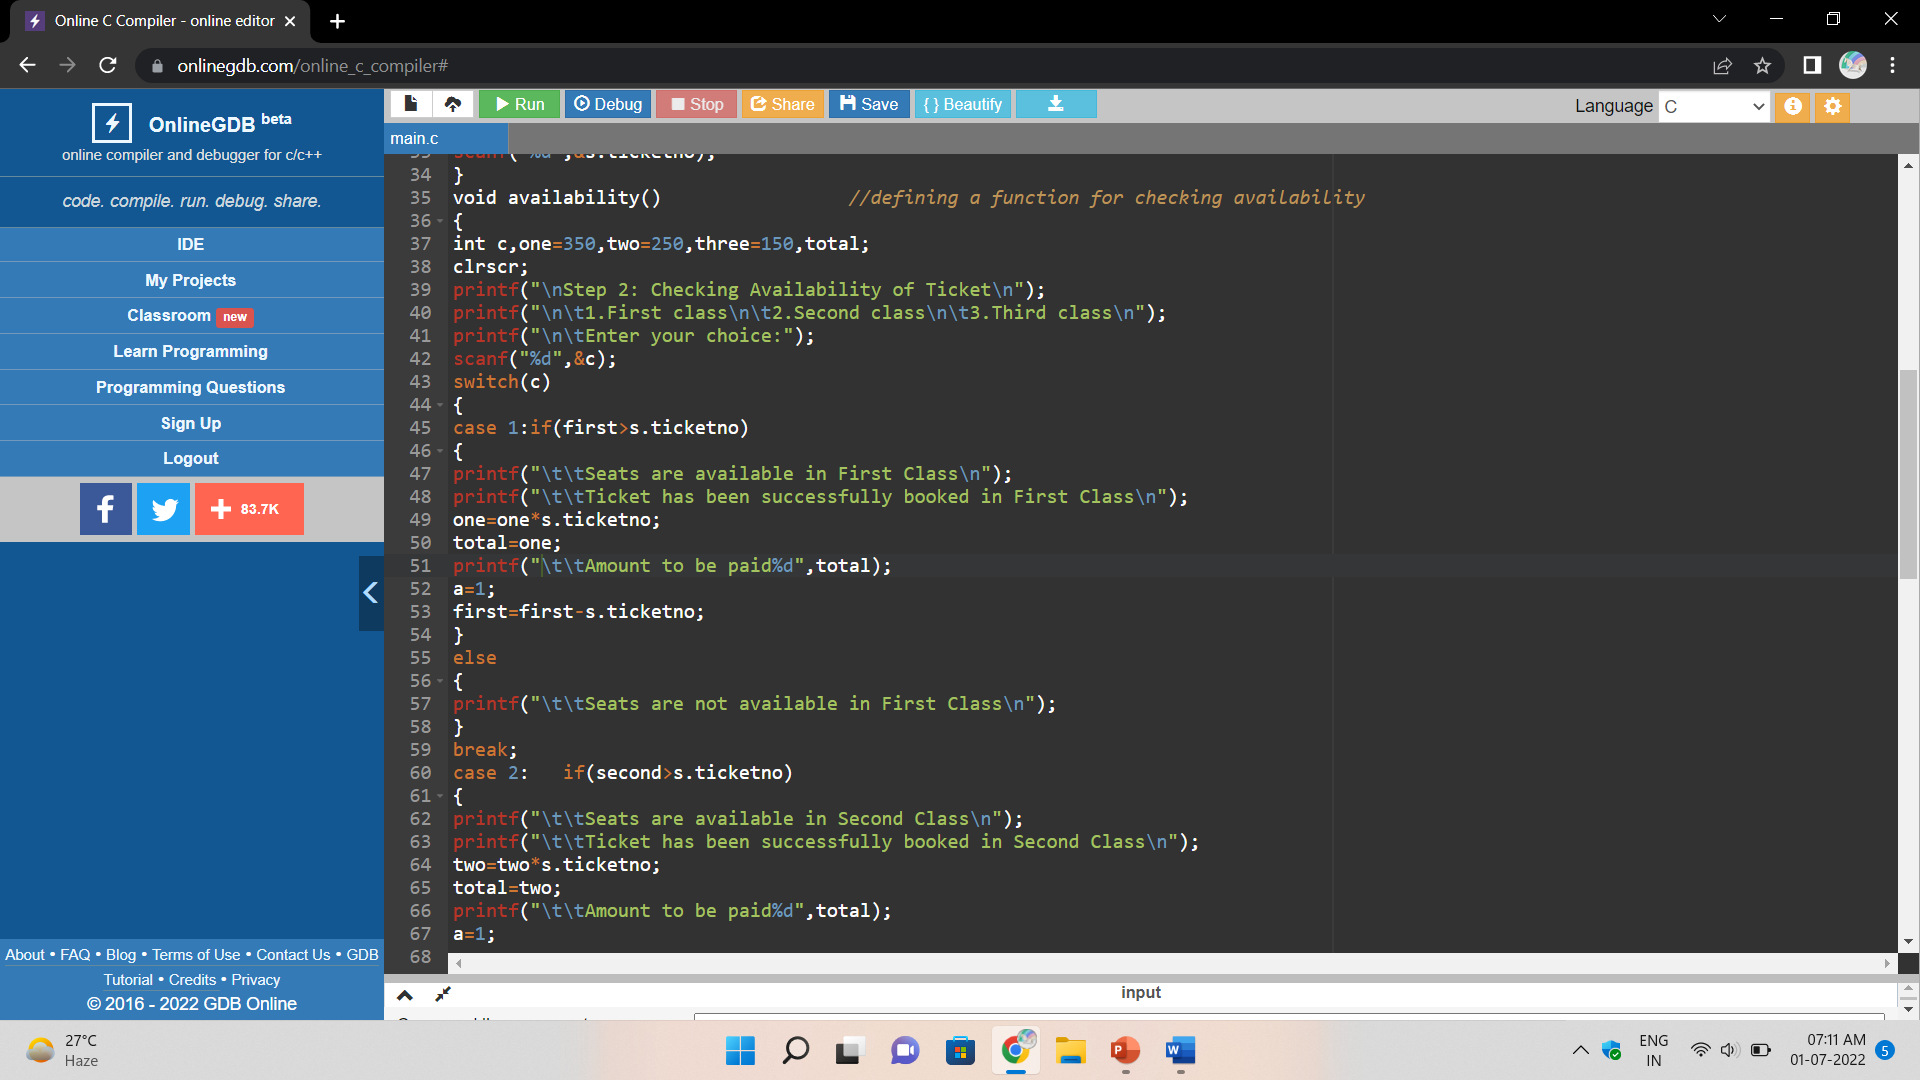 Online C Compiler - online editor
onlinegdb.com/online_c_compiler#
OnlineGDB beta
online compiler and debugger for c/c++
code. compile. run. debug. share.
IDE
My Projects
Classroom new
Learn Programming
Programming Questions
Sign Up
Logout
83.7K
About • FAQ • Blog • Terms of Use • Contact Us • GDB
Tutorial • Credits • Privacy
© 2016 - 2022 GDB Online
Run Debug Stop Share Save { } Beautify
Language C
main.c
33 scanf("%d",&s.ticketno);
34 }
35 void availability() //defining a function for checking availability
36 {
37 int c,one=350,two=250,three=150,total;
38 clrscr;
39 printf("\nStep 2: Checking Availability of Ticket\n");
40 printf("\n\t1.First class\n\t2.Second class\n\t3.Third class\n");
41 printf("\n\tEnter your choice:");
42 scanf("%d",&c);
43 switch(c)
44 {
45 case 1:if(first>s.ticketno)
46 {
47 printf("\t\tSeats are available in First Class\n");
48 printf("\t\tTicket has been successfully booked in First Class\n");
49 one=one*s.ticketno;
50 total=one;
51 printf("\t\tAmount to be paid%d",total);
52 a=1;
53 first=first-s.ticketno;
54 }
55 else
56 {
57 printf("\t\tSeats are not available in First Class\n");
58 }
59 break;
60 case 2:   if(second>s.ticketno)
61 {
62 printf("\t\tSeats are available in Second Class\n");
63 printf("\t\tTicket has been successfully booked in Second Class\n");
64 two=two*s.ticketno;
65 total=two;
66 printf("\t\tAmount to be paid%d",total);
67 a=1;
68
input
27°C
Haze
ENG
IN
07:11 AM
01-07-2022
5